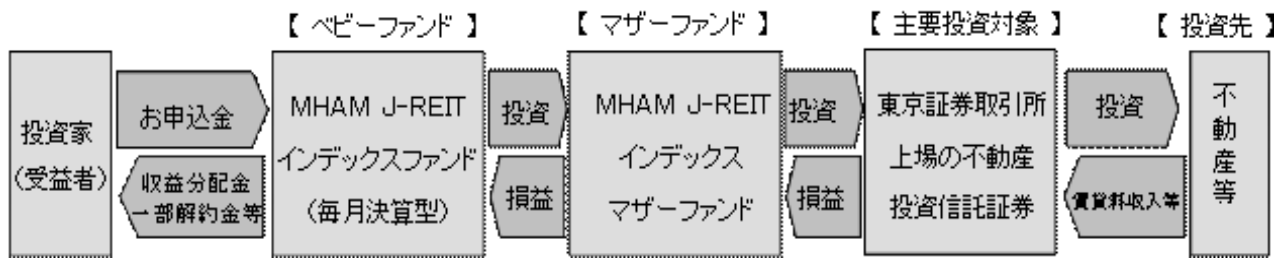 【 ベビーファンド 】
【 マザーファンド 】
【 主要投資対象 】
【 投資先 】
投資家
(受益者)
お申込金
収益分配金
一部解約金等
MHAM J-REIT
インデックスファンド
(毎月決算型)
投資
損益
MHAM J-REIT
インデックス
マザーファンド
投資
損益
東京証券取引所
上場の不動産
投資信託証券
投資
賃貸料収入等
不動産等